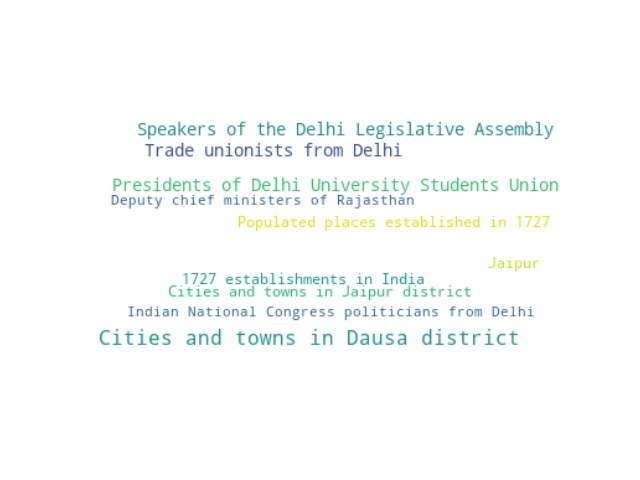 Speakers of the Delhi Legislative Assembly
Trade unionists from Delhi
Presidents of Delhi University Students Union
Deputy chief ministers of Rajasthan
Populated places established in 1727
Jaipur
1727 establishments in India
Cities and towns in Jaipur district
Indian National Congress politicians from Delhi
Cities and towns in Dausa district